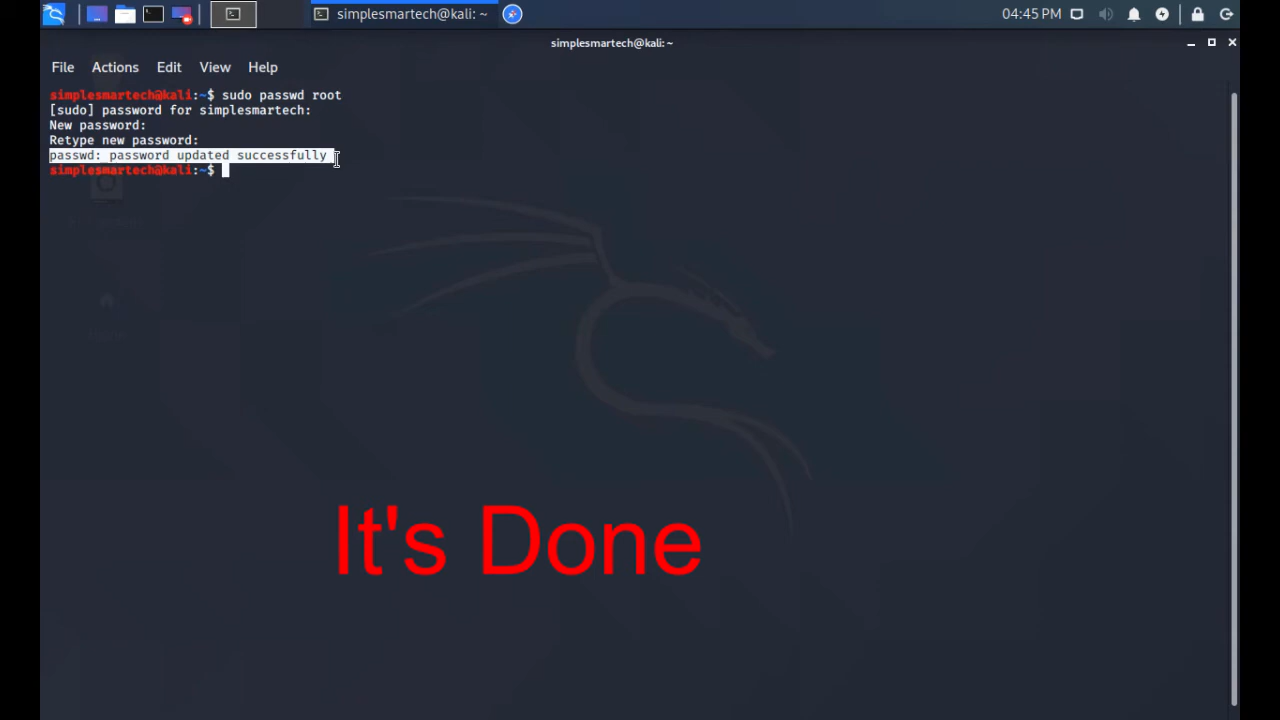 simplesmartech@kali: ~
04:45 PM
simplesmartech@kali: ~
File Actions Edit View Help
simplesmartech@kali:~$ sudo passwd root
[sudo] password for simplesmartech:
New password:
Retype new password:
passwd: password updated successfully
simplesmartech@kali:~$
It's Done